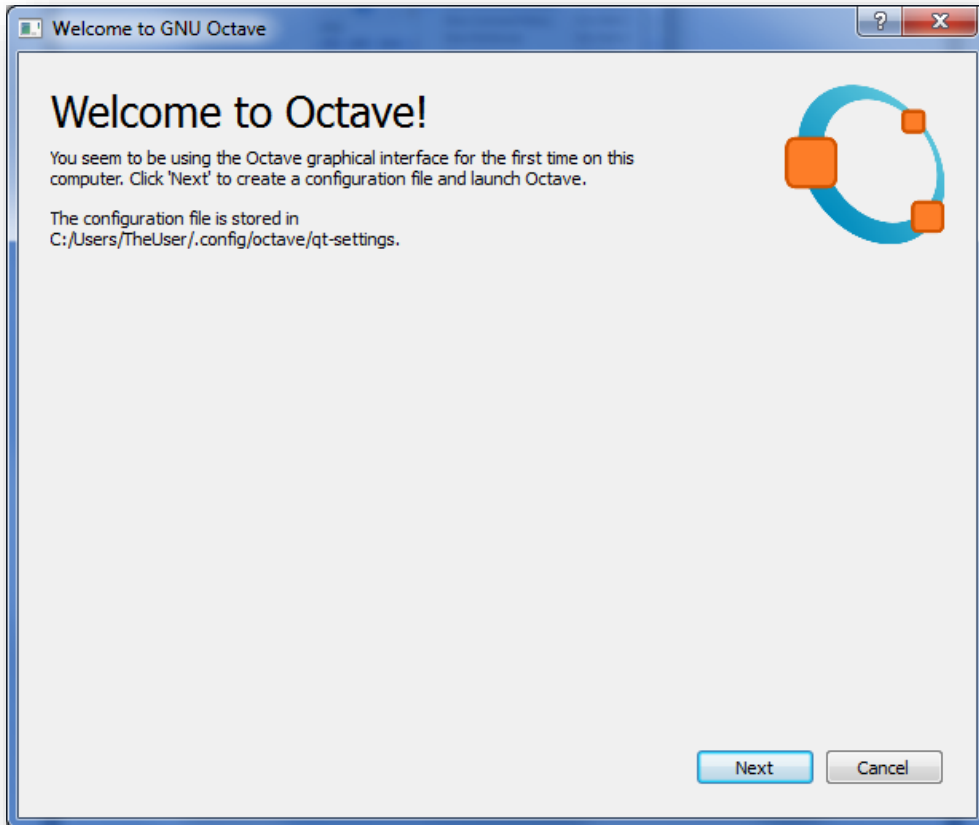 Welcome to GNU Octave
Welcome to Octave!
You seem to be using the Octave graphical interface for the first time on this
computer. Click 'Next' to create a configuration file and launch Octave.
The configuration file is stored in
C:/Users/TheUser/.config/octave/qt-settings.
Next
Cancel